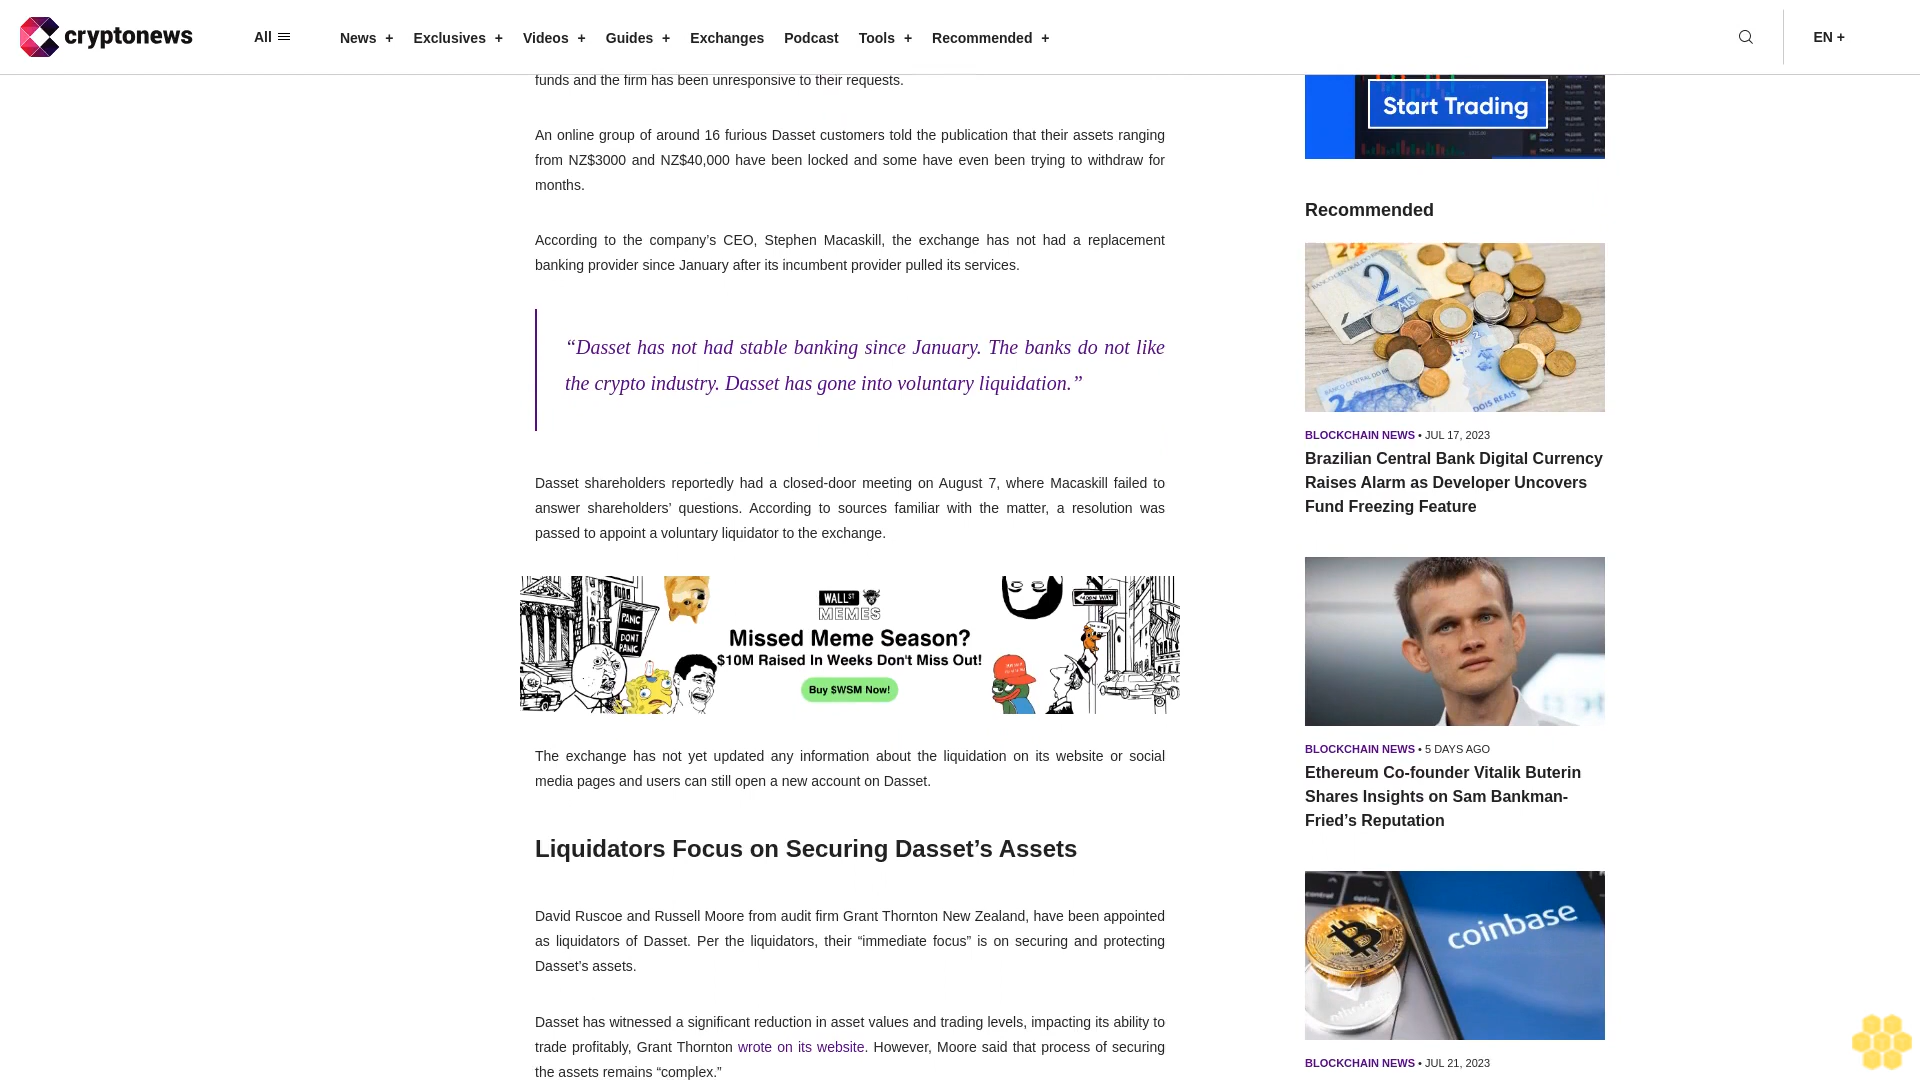 cryptonews
All
News +
Exclusives +
Videos +
Guides +
Exchanges
Podcast
Tools +
Recommended +
EN +
funds and the firm has been unresponsive to their requests.
An online group of around 16 furious Dasset customers told the publication that their assets ranging
from NZ$3000 and NZ$40,000 have been locked and some have even been trying to withdraw for
months.
According to the company’s CEO, Stephen Macaskill, the exchange has not had a replacement
banking provider since January after its incumbent provider pulled its services.
“Dasset has not had stable banking since January. The banks do not like
the crypto industry. Dasset has gone into voluntary liquidation.”
Dasset shareholders reportedly had a closed-door meeting on August 7, where Macaskill failed to
answer shareholders’ questions. According to sources familiar with the matter, a resolution was
passed to appoint a voluntary liquidator to the exchange.
PANIC
DONT
PANIC
WALL ST
MEMES
Missed Meme Season?
$10M Raised In Weeks Don't Miss Out!
Buy $WSM Now!
The exchange has not yet updated any information about the liquidation on its website or social
media pages and users can still open a new account on Dasset.
Liquidators Focus on Securing Dasset’s Assets
David Ruscoe and Russell Moore from audit firm Grant Thornton New Zealand, have been appointed
as liquidators of Dasset. Per the liquidators, their “immediate focus” is on securing and protecting
Dasset’s assets.
Dasset has witnessed a significant reduction in asset values and trading levels, impacting its ability to
trade profitably, Grant Thornton wrote on its website. However, Moore said that process of securing
the assets remains “complex.”
Start Trading
Recommended
BANCO CENTRAL DO
2
REAIS
BANCO CENTRAL DO
2
DOIS REAIS
BLOCKCHAIN NEWS • JUL 17, 2023
Brazilian Central Bank Digital Currency
Raises Alarm as Developer Uncovers
Fund Freezing Feature
BLOCKCHAIN NEWS • 5 DAYS AGO
Ethereum Co-founder Vitalik Buterin
Shares Insights on Sam Bankman-
Fried’s Reputation
control
option
coinbase
BLOCKCHAIN NEWS • JUL 21, 2023